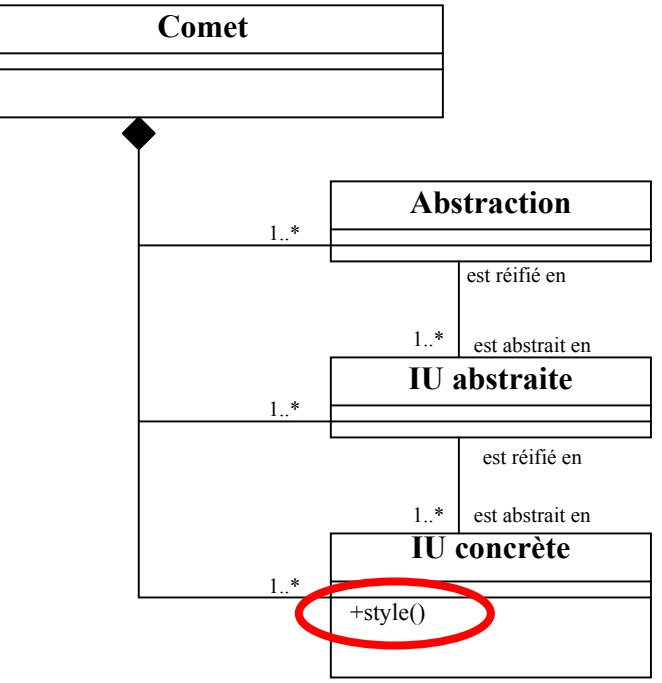 Comet
Abstraction
1..*
est réifié en
1..*
est abstrait en
IU abstraite
1..*
est réifié en
1..*
est abstrait en
IU concrète
1..*
+style()